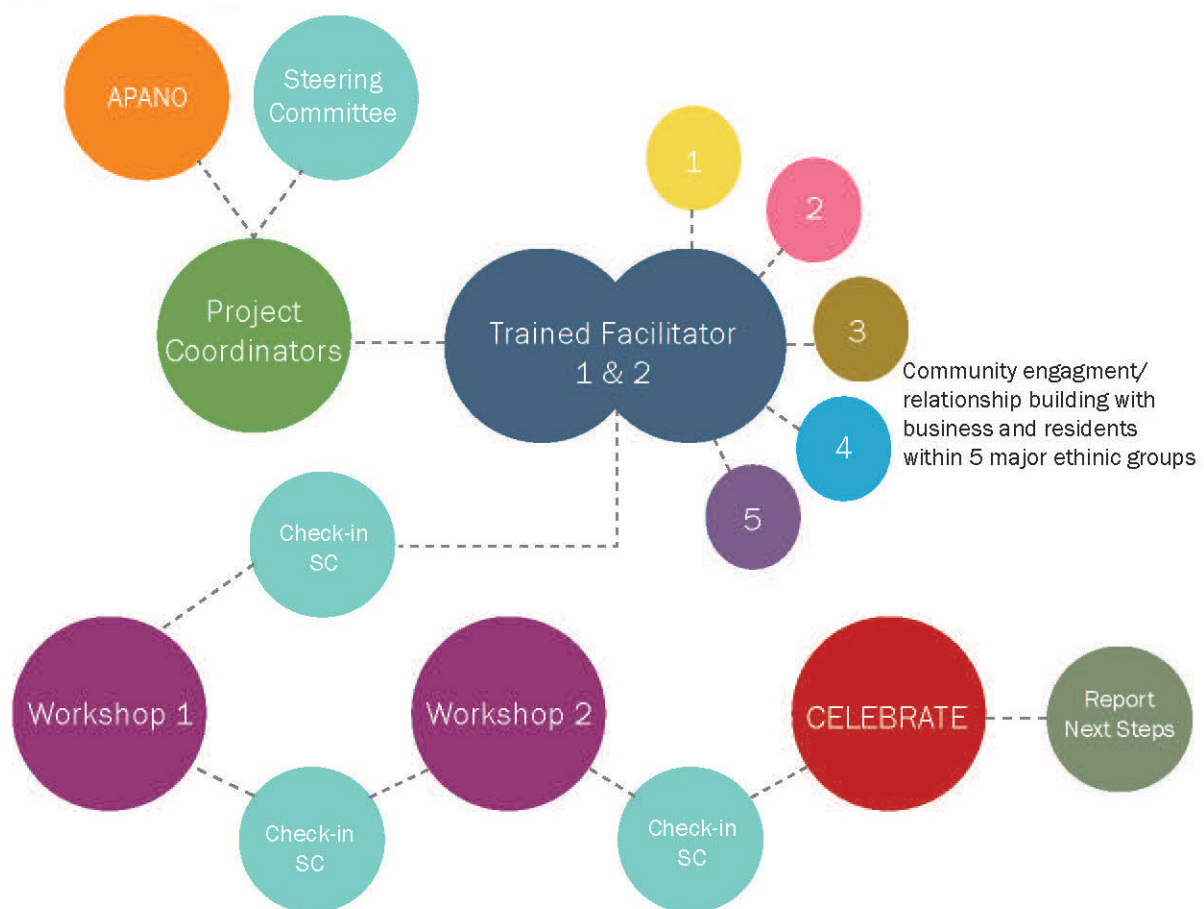 APANO
Steering
Committee
1
2
Project
Coordinators
Trained Facilitator
1 & 2
3
Community engagment/
relationship building with
business and residents
within 5 major ethinic groups
4
5
Check-in
SC
Workshop 1
Workshop 2
CELEBRATE
Report
Next Steps
Check-in
SC
Check-in
SC